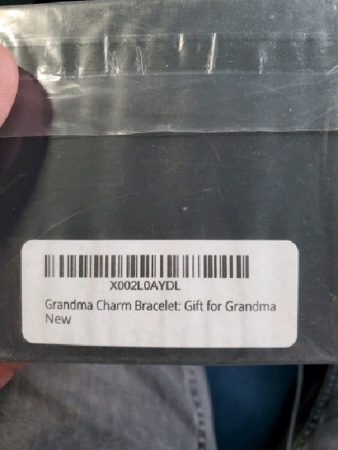 X002L0AYDL
Grandma Charm Bracelet: Gift for Grandma
New